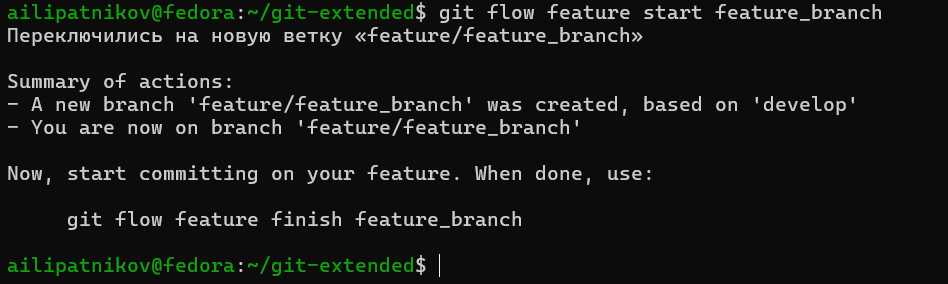 ailipatnikov@fedora:~/git-extended$ git flow feature start feature_branch
Переключились на новую ветку «feature/feature_branch»
Summary of actions:
- A new branch 'feature/feature_branch' was created, based on 'develop'
- You are now on branch 'feature/feature_branch'
Now, start committing on your feature. When done, use:
git flow feature finish feature_branch
ailipatnikov@fedora:~/git-extended$